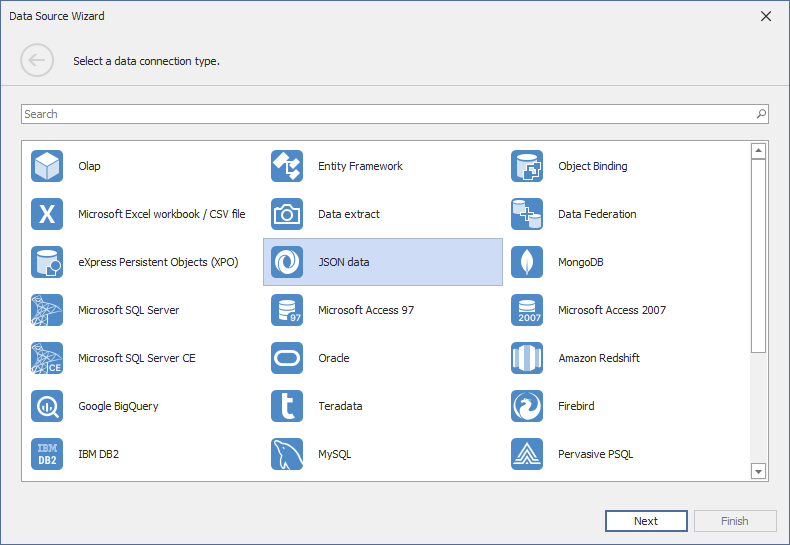 Data Source Wizard
Select a data connection type.
Search
Olap
Entity Framework
Object Binding
Microsoft Excel workbook / CSV file
Data extract
Data Federation
eXpress Persistent Objects (XPO)
JSON data
MongoDB
Microsoft SQL Server
97
Microsoft Access 97
2007
Microsoft Access 2007
CE
Microsoft SQL Server CE
Oracle
Amazon Redshift
Google BigQuery
t
Teradata
Firebird
IBM
DB2
IBM DB2
MySQL
Pervasive PSQL
Next
Finish